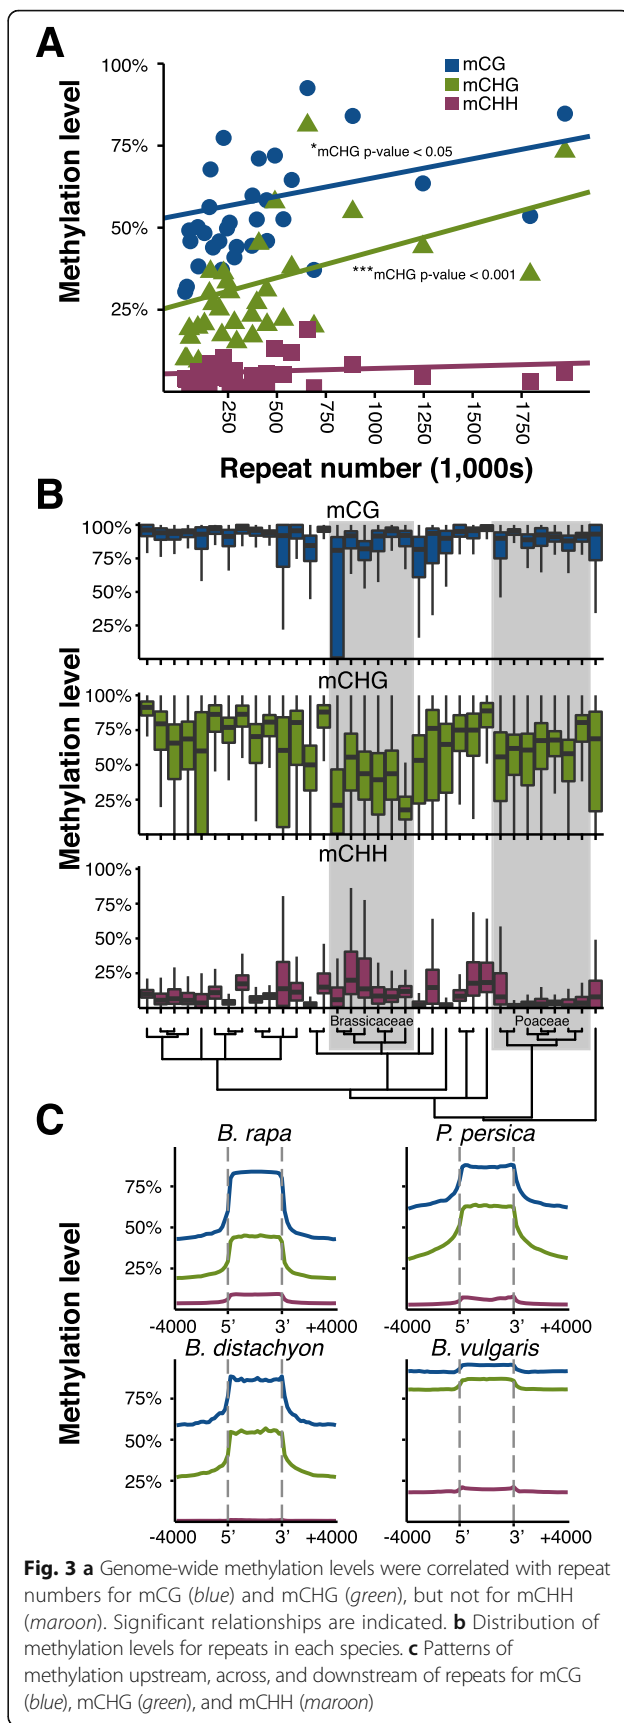 A
Methylation level
100%
75%
50%
25%
mCG
mCHG
mCHH
*mCHG p-value < 0.05
***mCHG p-value < 0.001
250
500
750
1000
1250
1500
1750
Repeat number (1,000s)
B
Methylation level
mCG
100%
75%
50%
25%
mCHG
100%
75%
50%
25%
mCHH
100%
75%
50%
25%
Brassicaceae
Poaceae
C
Methylation level
B. rapa
75%
50%
25%
-4000 5' 3' +4000
P. persica
-4000 5' 3' +4000
Methylation level
B. distachyon
75%
50%
25%
-4000 5' 3' +4000
B. vulgaris
-4000 5' 3' +4000
Fig. 3 a Genome-wide methylation levels were correlated with repeat
numbers for mCG (blue) and mCHG (green), but not for mCHH
(maroon). Significant relationships are indicated. b Distribution of
methylation levels for repeats in each species. c Patterns of
methylation upstream, across, and downstream of repeats for mCG
(blue), mCHG (green), and mCHH (maroon)